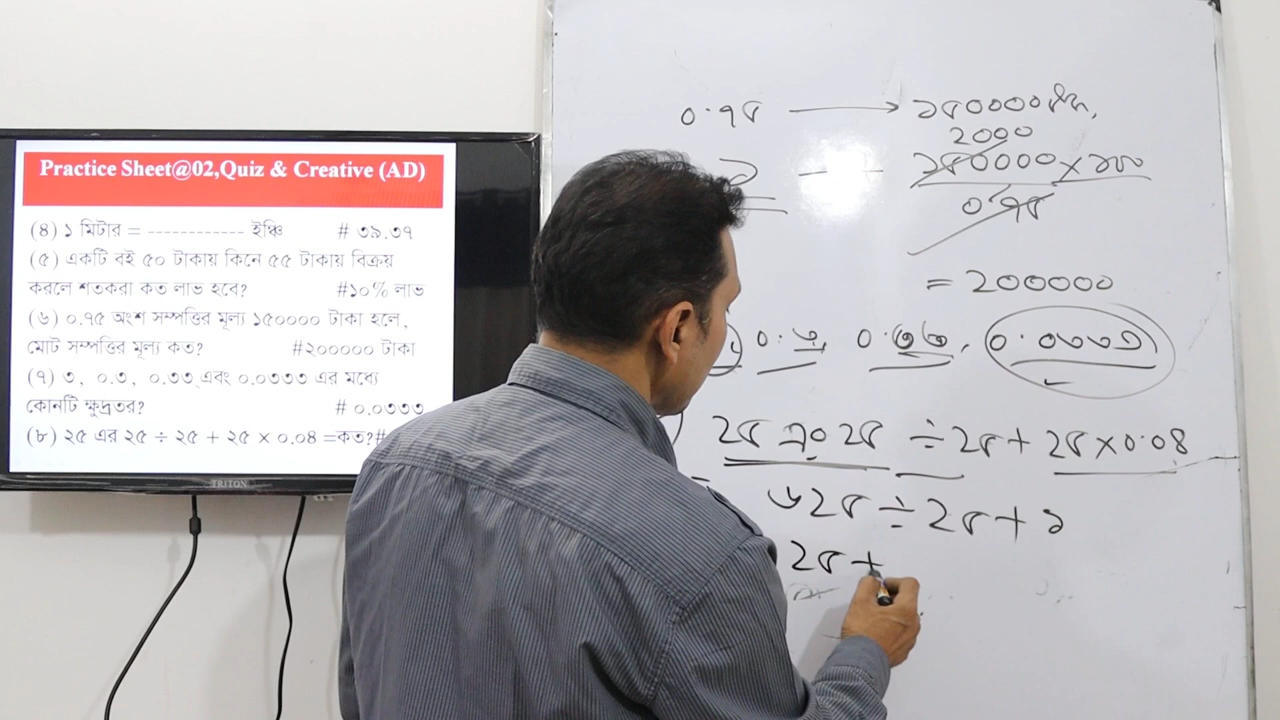 Practice Sheet@02,Quiz & Creative (AD)
(৪) ১ মিটার = ------------ ইঞ্চি # ৩৯.৩৭
(৫) একটি বই ৫০ টাকায় কিনে ৫৫ টাকায় বিক্রয়
করলে শতকরা কত লাভ হবে? #১০% লাভ
(৬) ০.৭৫ অংশ সম্পত্তির মূল্য ১৫০০০০ টাকা হলে,
মোট সম্পত্তির মূল্য কত? #২০০০০০ টাকা
(৭) ৩, ০.৩, ০.৩৩ এবং ০.০৩৩৩ এর মধ্যে
কোনটি ক্ষুদ্রতর? # ০.০৩৩৩
(৮) ২৫ এর ২৫ ÷ ২৫ + ২৫ × ০.০৪ =কত?#
TRITON
০.৭৫ → ১৫০০০০
২০০০
১ — ১৫০০০০ × ১০০
০.৭৫
= ২০০০০০
০.৩, ০.৩৩, ০.০৩৩৩
২৫ এর ২৫ ÷ ২৫ + ২৫ × ০.০৪
৬২৫ ÷ ২৫ + ১
২৫ +